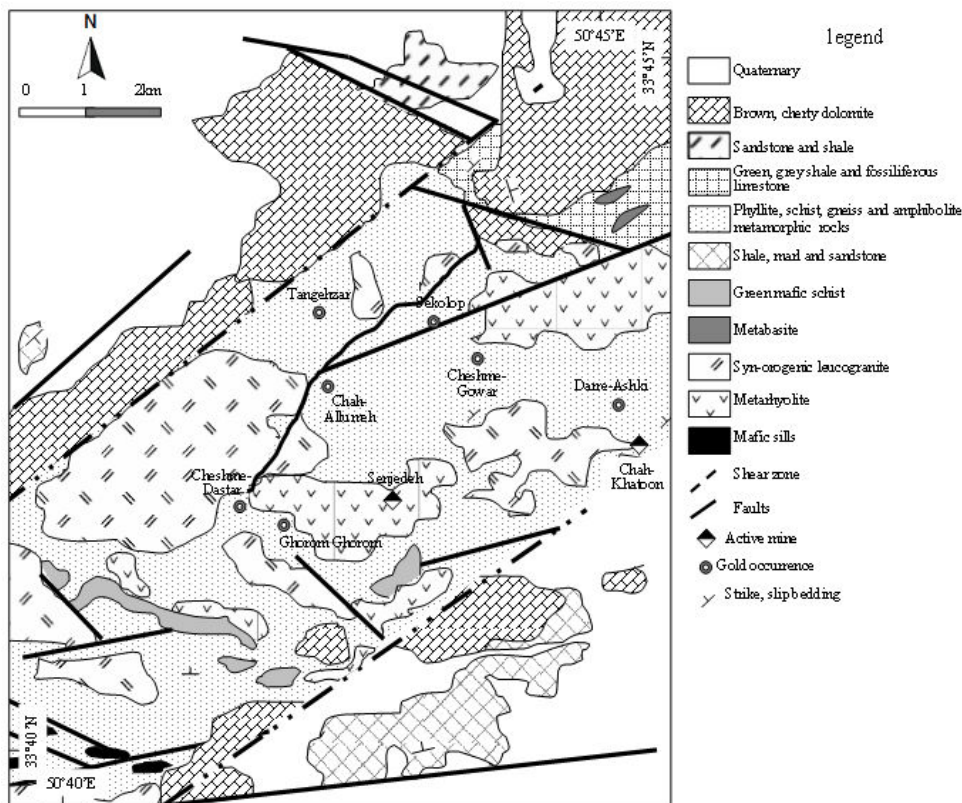 N
0 1 2km
50°45'E
33°45'N
Tangehzar
Sekolop
Cheshme-
Gowar
Darre-Ashki
Chah-
Allumeh
Cheshme-
Dastar
Senjedeh
Chah-
Khatoon
Ghorom Ghorom
33°40'N
50°40'E
legend
Quaternary
Brown, cherty dolomite
Sandstone and shale
Green, grey shale and fossiliferous
limestone
Phyllite, schist, gneiss and amphibolite
metamorphic rocks
Shale, marl and sandstone
Green mafic schist
Metabasite
Syn-orogenic leucogranite
Metarhyolite
Mafic sills
Shear zone
Faults
Active mine
Gold occurrence
Strike, slip bedding